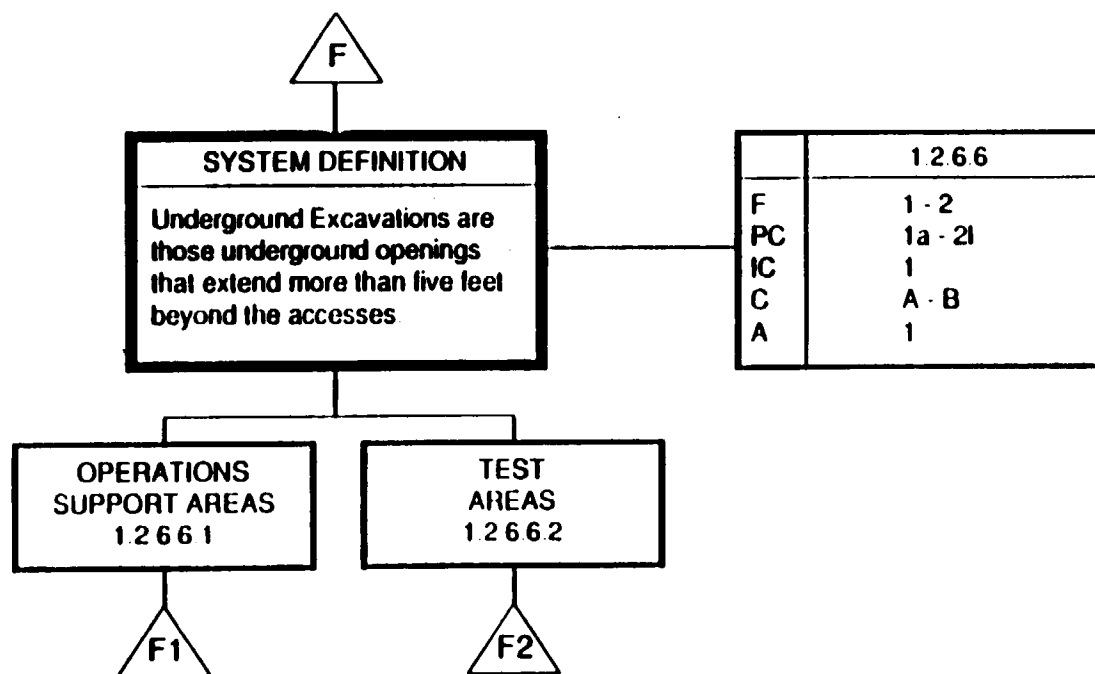 F
SYSTEM DEFINITION
Underground Excavations are
those underground openings
that extend more than five feet
beyond the accesses
1.2.6.6
F 1 - 2
PC 1a - 2l
IC 1
C A - B
A 1
OPERATIONS
SUPPORT AREAS
1.2.6.6.1
TEST
AREAS
1.2.6.6.2
F1
F2